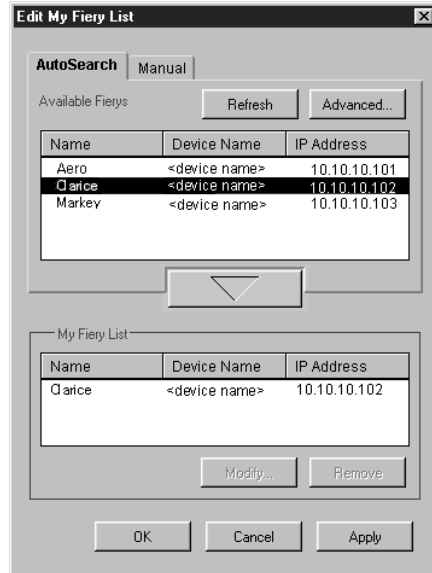 Edit My Fiery List
AutoSearch Manual
Available Fierys Refresh Advanced...
Name Device Name IP Address
Aero <device name> 10.10.10.101
Clarice <device name> 10.10.10.102
Markey <device name> 10.10.10.103
My Fiery List
Name Device Name IP Address
Clarice <device name> 10.10.10.102
Modify... Remove
OK Cancel Apply